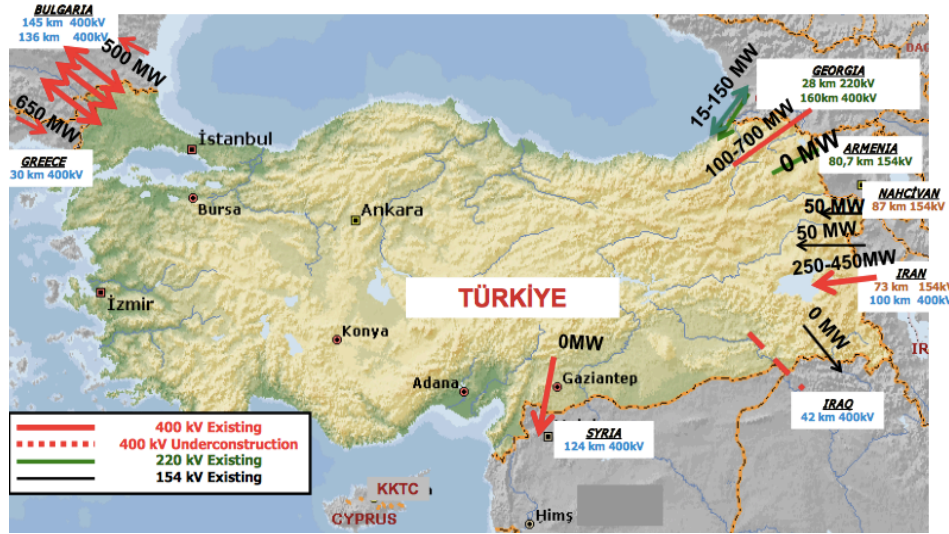 BULGARIA
145 km 400kV
136 km 400kV
500 MW
650 MW
GREECE
30 km 400kV
İstanbul
Bursa
Ankara
İzmir
Konya
Adana
Gaziantep
TÜRKİYE
15-150 MW
100-700 MW
GEORGIA
28 km 220kV
160km 400kV
0 MW
ARMENIA
80,7 km 154kV
NAHCİVAN
87 km 154kV
50 MW
50 MW
250-450MW
IRAN
73 km 154kV
100 km 400kV
0 MW
IRAQ
42 km 400kV
0MW
SYRIA
124 km 400kV
400 kV Existing
400 kV Underconstruction
220 kV Existing
154 kV Existing
KKTC
CYPRUS
Himş